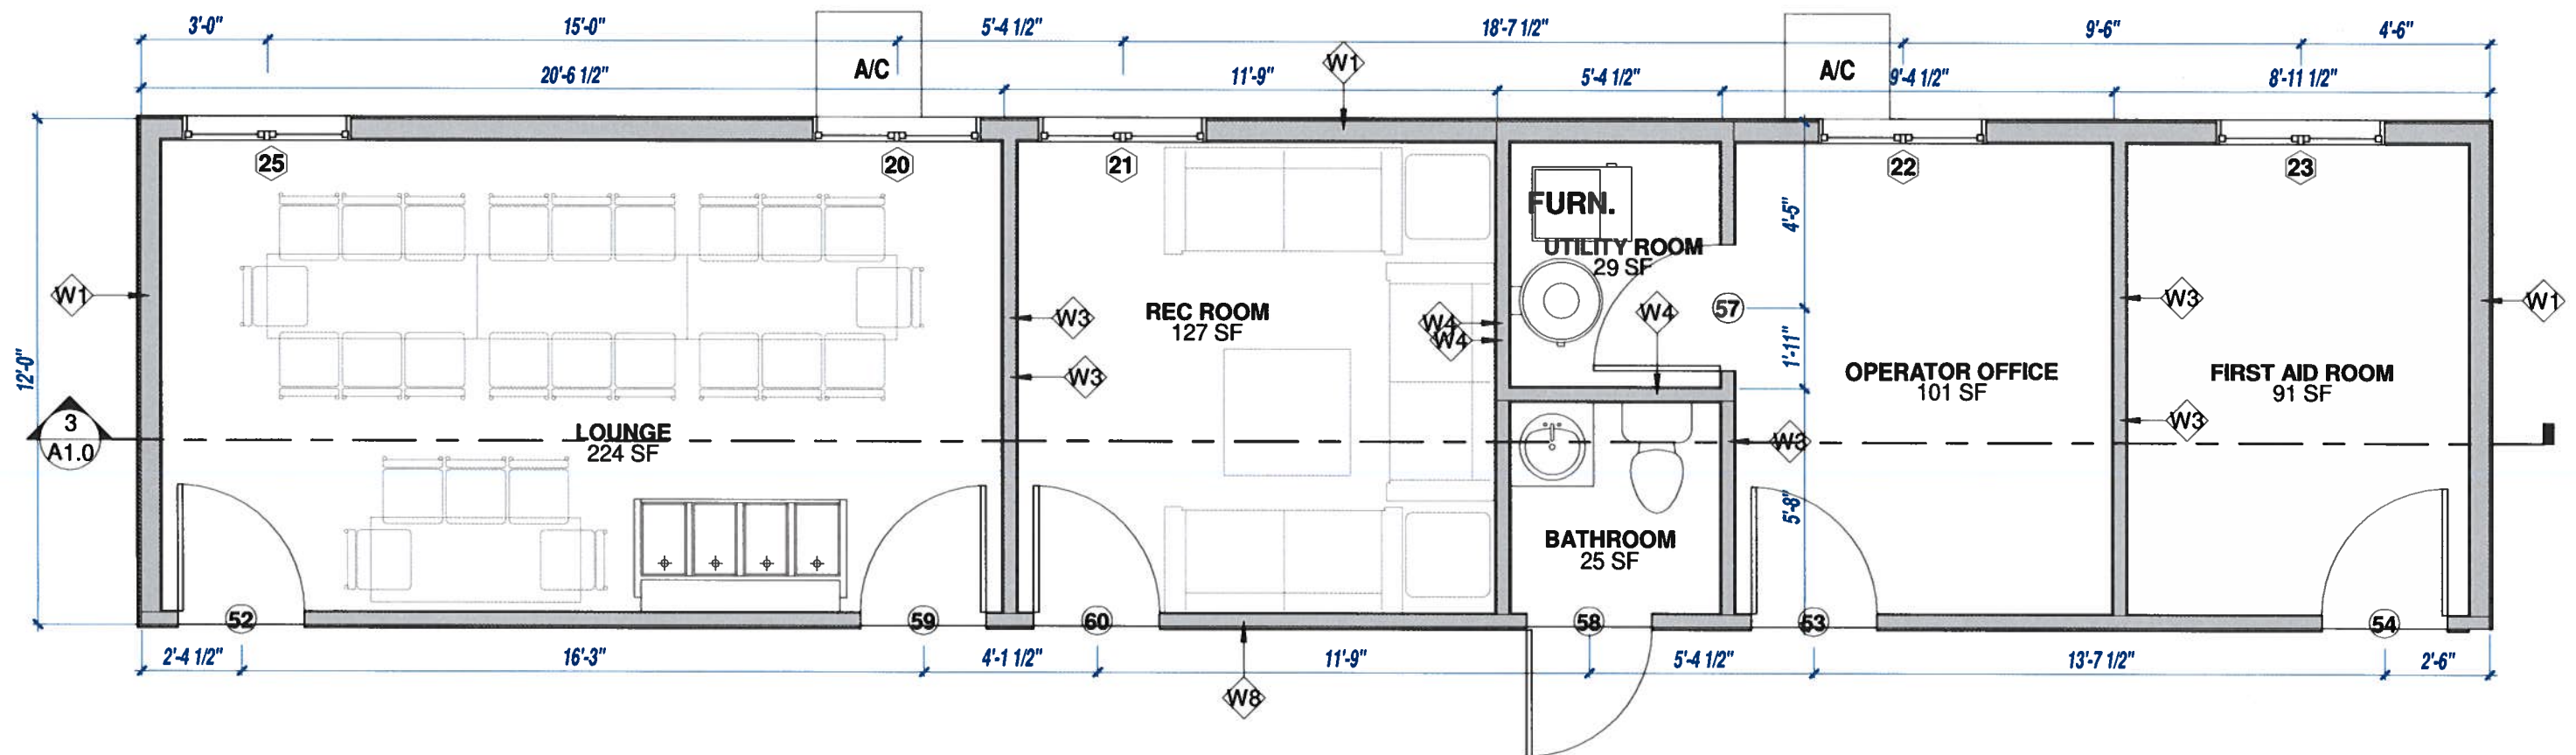 3'-0"
15'-0"
5'-4 1/2"
18'-7 1/2"
9'-6"
4'-6"
20'-6 1/2"
A/C
11'-9"
W1
5'-4 1/2"
A/C
9'-4 1/2"
8'-11 1/2"
25
20
21
22
23
FURN.
4'-5"
UTILITY ROOM
29 SF
W1
W3
REC ROOM
127 SF
W4
W4
W4
57
W3
W1
12'-0"
1'-11"
W3
OPERATOR OFFICE
101 SF
FIRST AID ROOM
91 SF
3
A1.0
LOUNGE
224 SF
W3
W3
5'-8"
BATHROOM
25 SF
52
59
60
58
53
54
2'-4 1/2"
16'-3"
4'-1 1/2"
11'-9"
5'-4 1/2"
13'-7 1/2"
2'-6"
W8